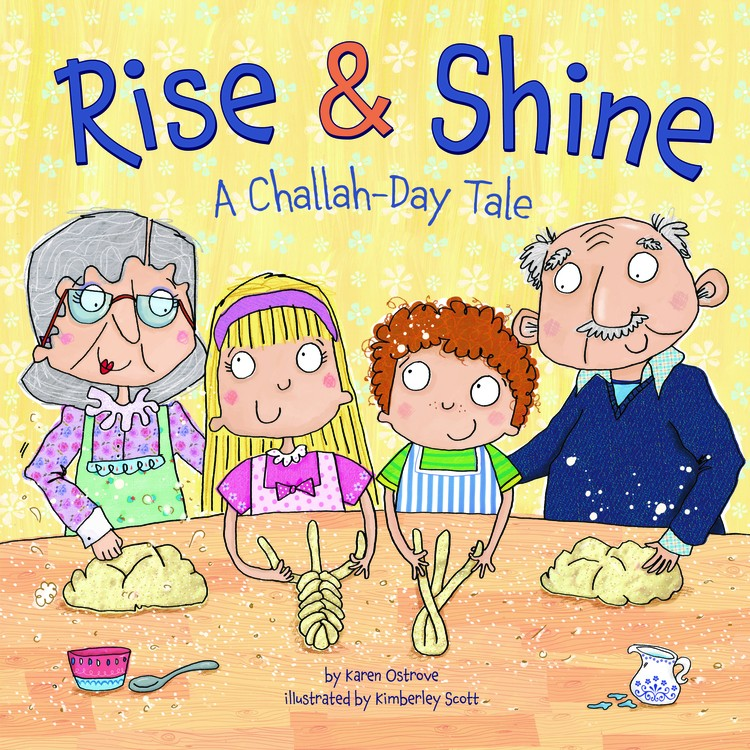 Rise & Shine
A Challah-Day Tale
by Karen Ostrove
illustrated by Kimberley Scott